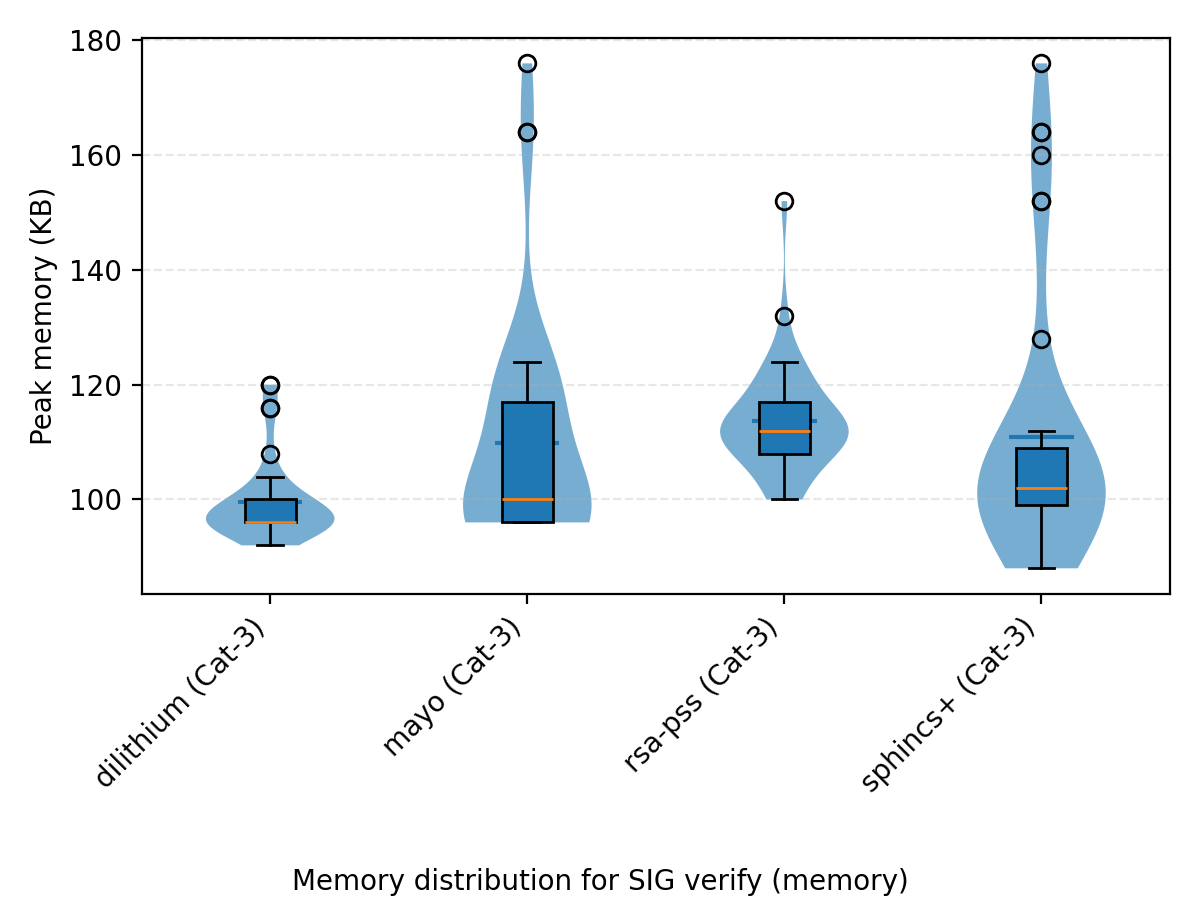 180
160
140
120
100
Peak memory (KB)
dilithium (Cat-3)
mayo (Cat-3)
rsa-pss (Cat-3)
sphincs+ (Cat-3)
Memory distribution for SIG verify (memory)